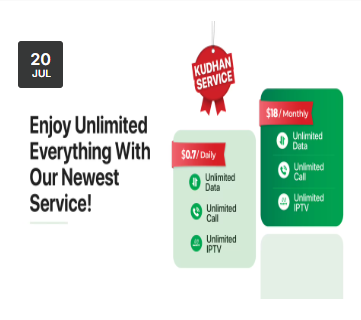 20
JUL
KUDHAN
SERVICE
Enjoy Unlimited
Everything With
Our Newest
Service!
$0.7/ Daily
Unlimited
Data
Unlimited
Call
Unlimited
IPTV
$18/ Monthly
Unlimited
Data
Unlimited
Call
Unlimited
IPTV